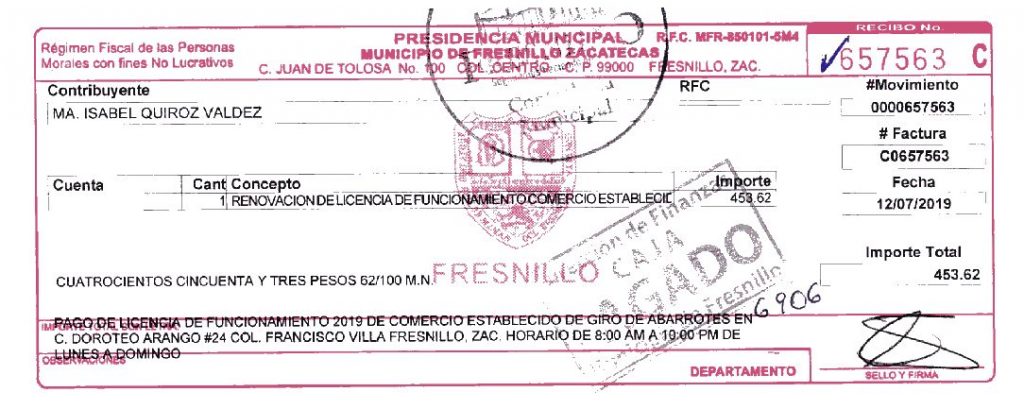 PRESIDENCIA MUNICIPAL R.F.C. MFR-850101-5M4
RECIBO No.
Régimen Fiscal de las Personas
MUNICIPIO DE FRESNILLO ZACATECAS
657563 C
Morales con fines No Lucrativos
C. JUAN DE TOLOSA No. 100 COL. CENTRO C. P. 99000 FRESNILLO, ZAC.
Contribuyente RFC #Movimiento
MA. ISABEL QUIROZ VALDEZ 0000657563
Municipal
# Factura
C0657563
Cuenta Cant Concepto Importe Fecha
1 RENOVACION DE LICENCIA DE FUNCIONAMIENTO COMERCIO ESTABLECID 453.62 12/07/2019
de Finanzas
CAJA
PAGADO
Fresnillo
Importe Total
FRESNILLO
CUATROCIENTOS CINCUENTA Y TRES PESOS 62/100 M.N. 453.62
6906
PAGO DE LICENCIA DE FUNCIONAMIENTO 2019 DE COMERCIO ESTABLECIDO DE GIRO DE ABARROTES EN
C. DOROTEO ARANGO #24 COL. FRANCISCO VILLA FRESNILLO, ZAC. HORARIO DE 8:00 AM A 10:00 PM DE
LUNES A DOMINGO
OBSERVACIONES
DEPARTAMENTO SELLO Y FIRMA